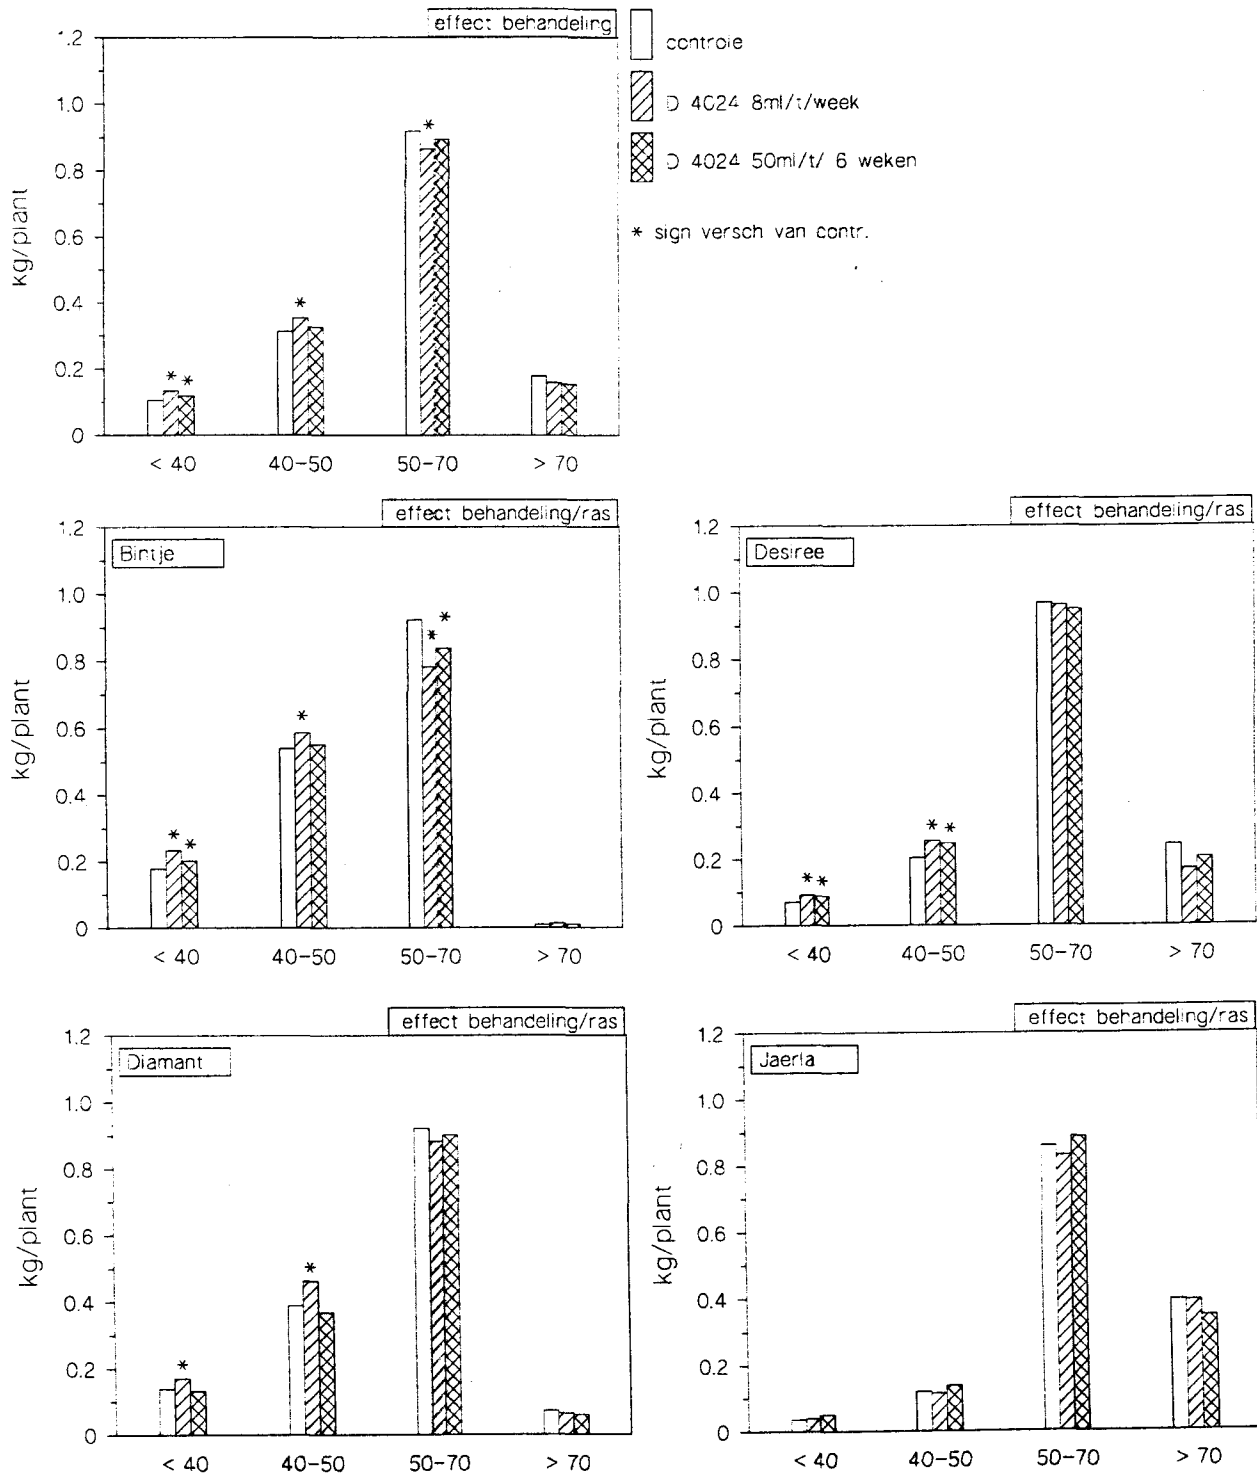 effect behandeling
1.2
1.0
0.8
0.6
0.4
0.2
0
kg/plant
< 40 40-50 50-70 > 70
* * * *
controle
D 4024 8ml/t/week
D 4024 50ml/t/ 6 weken
* sign versch van contr.
effect behandeling/ras
Bintje
1.2
1.0
0.8
0.6
0.4
0.2
0
kg/plant
< 40 40-50 50-70 > 70
* * * * *
effect behandeling/ras
Desiree
1.2
1.0
0.8
0.6
0.4
0.2
0
kg/plant
< 40 40-50 50-70 > 70
* * * *
effect behandeling/ras
Diamant
1.2
1.0
0.8
0.6
0.4
0.2
0
kg/plant
< 40 40-50 50-70 > 70
* *
effect behandeling/ras
Jaerla
1.2
1.0
0.8
0.6
0.4
0.2
0
kg/plant
< 40 40-50 50-70 > 70